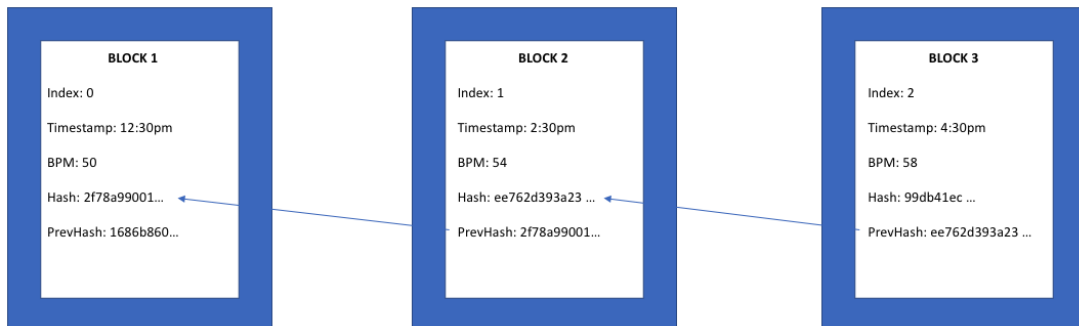 BLOCK 1
Index: 0
Timestamp: 12:30pm
BPM: 50
Hash: 2f78a99001...
PrevHash: 1686b860...
BLOCK 2
Index: 1
Timestamp: 2:30pm
BPM: 54
Hash: ee762d393a23 ...
PrevHash: 2f78a99001...
BLOCK 3
Index: 2
Timestamp: 4:30pm
BPM: 58
Hash: 99db41ec ...
PrevHash: ee762d393a23 ...